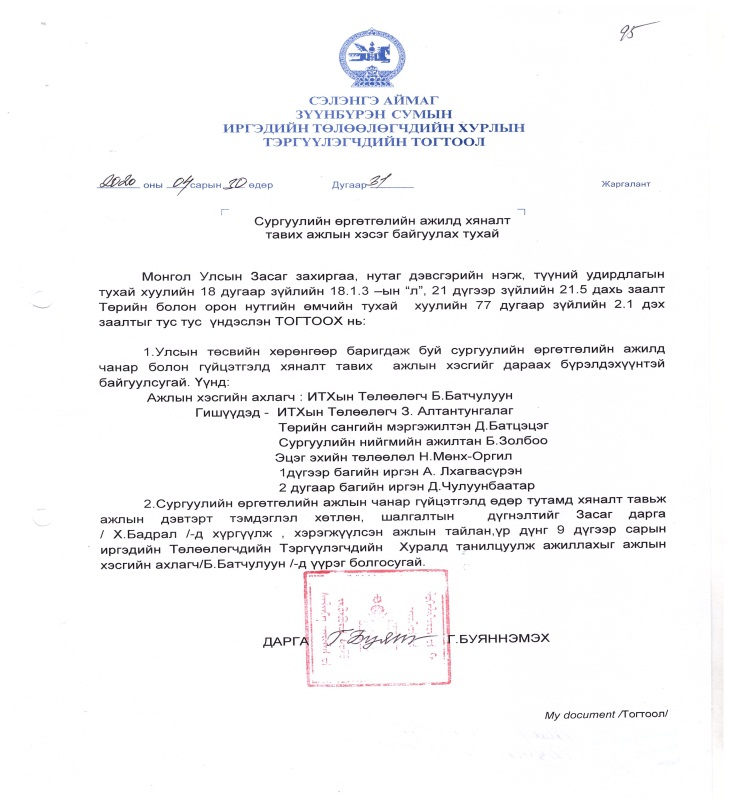 95
СЭЛЭНГЭ АЙМАГ
ЗҮҮНБҮРЭН СУМЫН
ИРГЭДИЙН ТӨЛӨӨЛӨГЧДИЙН ХУРЛЫН
ТЭРГҮҮЛЭГЧДИЙН ТОГТООЛ
2020 оны 04 сарын 30 өдөр Дугаар 31 Жаргалант
Сургуулийн өргөтгөлийн ажилд хяналт
тавих ажлын хэсэг байгуулах тухай
Монгол Улсын Засаг захиргаа, нутаг дэвсгэрийн нэгж, түүний удирдлагын
тухай хуулийн 18 дугаар зүйлийн 18.1.3 –ын “л”, 21 дүгээр зүйлийн 21.5 дахь заалт
Төрийн болон орон нутгийн өмчийн тухай хуулийн 77 дугаар зүйлийн 2.1 дэх
заалтыг тус тус үндэслэн ТОГТООХ нь:
1.Улсын төсвийн хөрөнгөөр баригдаж буй сургуулийн өргөтгөлийн ажилд
чанар болон гүйцэтгэлд хяналт тавих ажлын хэсгийг дараах бүрэлдэхүүнтэй
байгуулсугай. Үүнд:
Ажлын хэсгийн ахлагч : ИТХын Төлөөлөгч Б.Батчулуун
Гишүүдэд - ИТХын Төлөөлөгч З. Алтантунгалаг
Төрийн сангийн мэргэжилтэн Д.Батцэцэг
Сургуулийн нийгмийн ажилтан Б.Золбоо
Эцэг эхийн төлөөлөл Н.Мөнх-Оргил
1дүгээр багийн иргэн А. Лхагвасүрэн
2 дугаар багийн иргэн Д.Чулуунбаатар
2.Сургуулийн өргөтгөлийн ажлын чанар гүйцэтгэлд өдөр тутамд хяналт тавьж
ажлын дэвтэрт тэмдэглэл хөтлөн, шалгалтын дүгнэлтийг Засаг дарга
/ Х.Бадрал /-д хүргүүлж , хэрэгжүүлсэн ажлын тайлан,үр дүнг 9 дүгээр сарын
иргэдийн Төлөөлөгчдийн Тэргүүлэгчдийн Хуралд танилцуулж ажиллахыг ажлын
хэсгийн ахлагч/Б.Батчулуун /-д үүрэг болгосугай.
ДАРГА Г.Буян Г.БУЯННЭМЭХ
My document /Тогтоол/